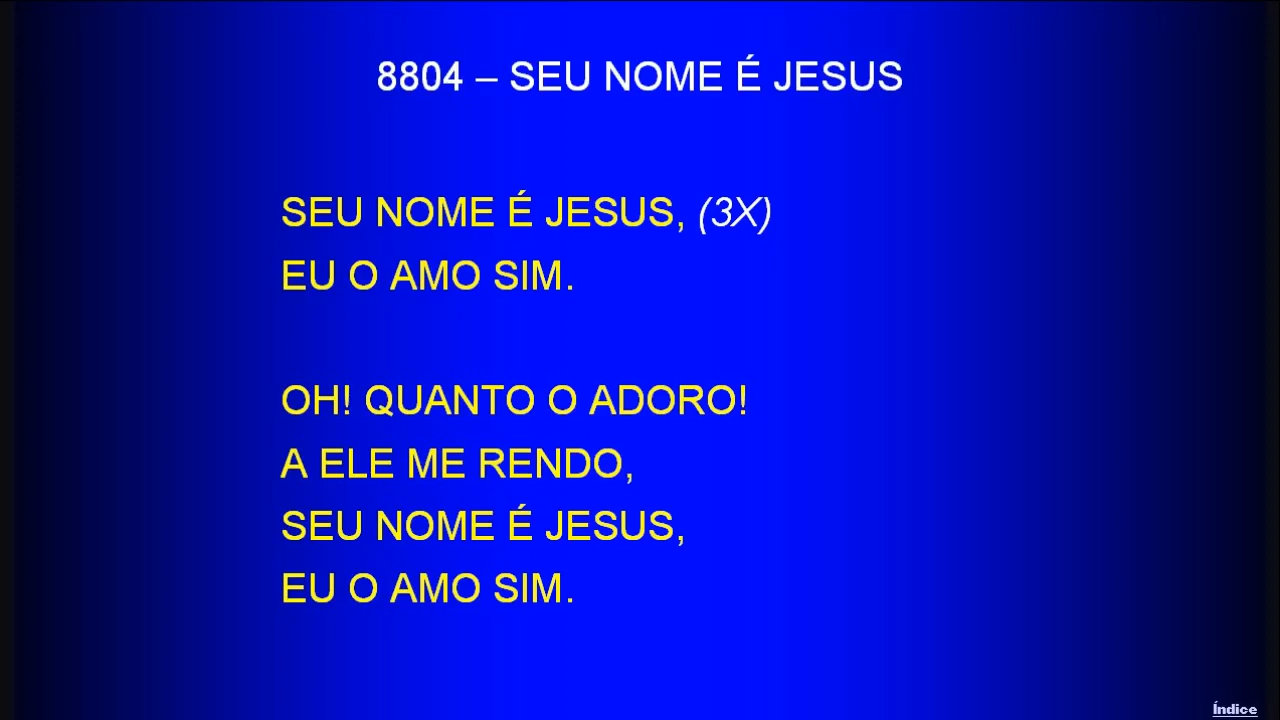 8804 – SEU NOME É JESUS
SEU NOME É JESUS, (3X)
EU O AMO SIM.
OH! QUANTO O ADORO!
A ELE ME RENDO,
SEU NOME É JESUS,
EU O AMO SIM.
Índice